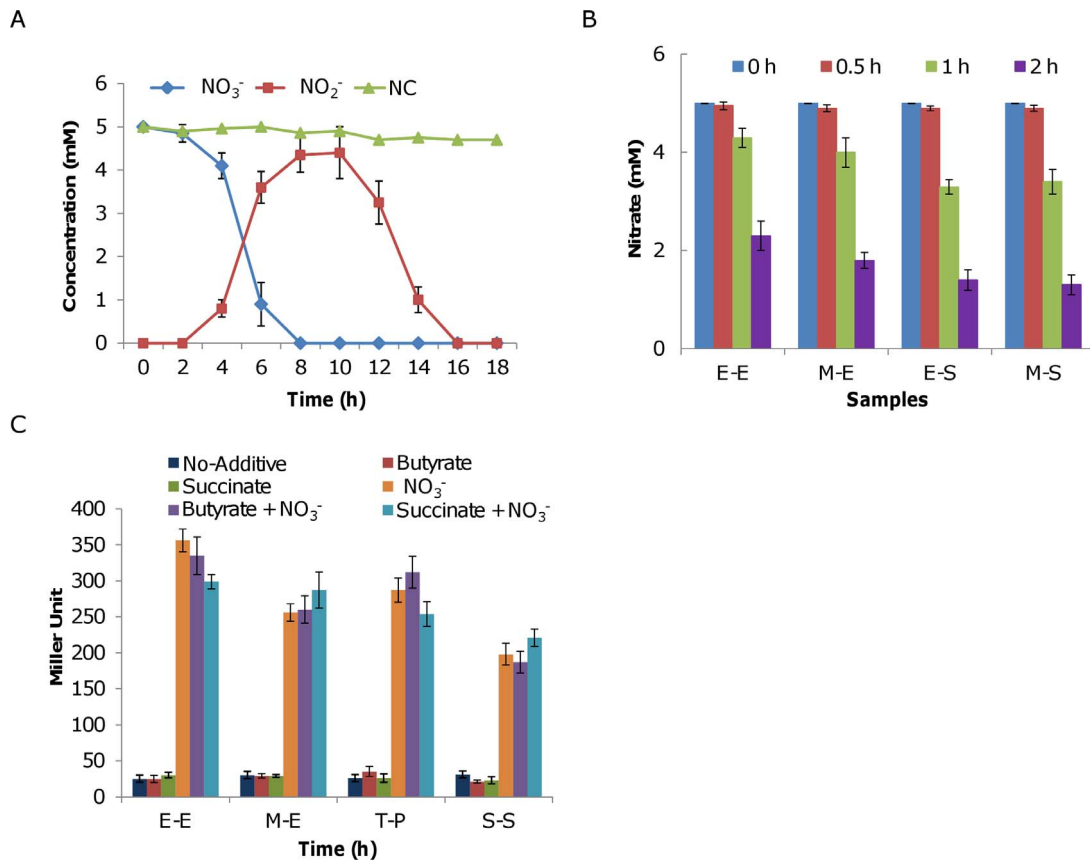 A
NO₃⁻ NO₂⁻ NC
6
5
4
3
2
1
0
Concentration (mM)
0 2 4 6 8 10 12 14 16 18
Time (h)
B
0 h 0.5 h 1 h 2 h
6
4
2
0
Nitrate (mM)
E-E M-E E-S M-S
Samples
C
No-Additive Butyrate
Succinate NO₃⁻
Butyrate + NO₃⁻ Succinate + NO₃⁻
400
350
300
250
200
150
100
50
0
Miller Unit
E-E M-E T-P S-S
Time (h)